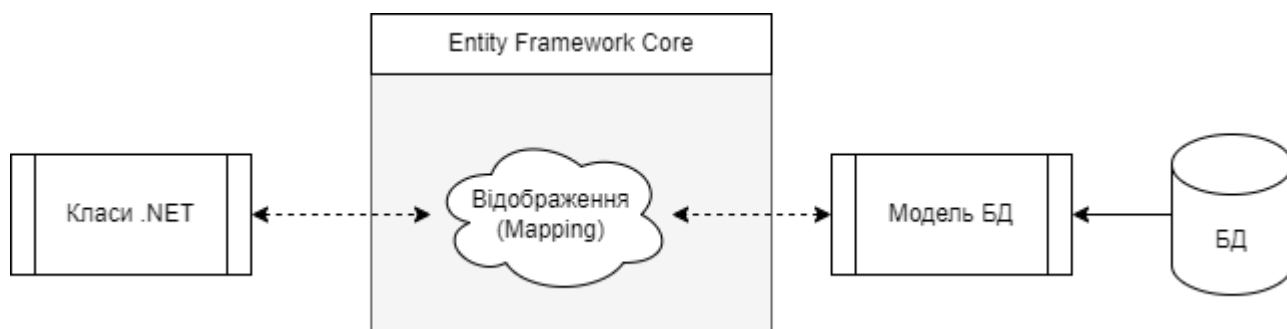 Entity Framework Core
Класи .NET
Відображення
(Mapping)
Модель БД
БД